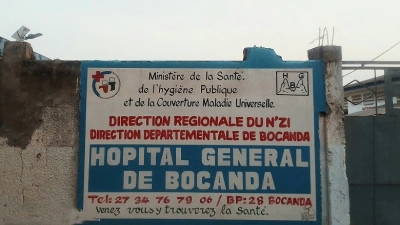 Ministère de la Santé,
de l'hygiène Publique
et de la Couverture Maladie Universelle.
H G
B
DIRECTION REGIONALE DU N'ZI
DIRECTION DEPARTEMENTALE DE BOCANDA
HOPITAL GENERAL
DE BOCANDA
Tel: 27 34 76 79 06 / BP: 28 BOCANDA
Venez vous y trouverez la Santé.